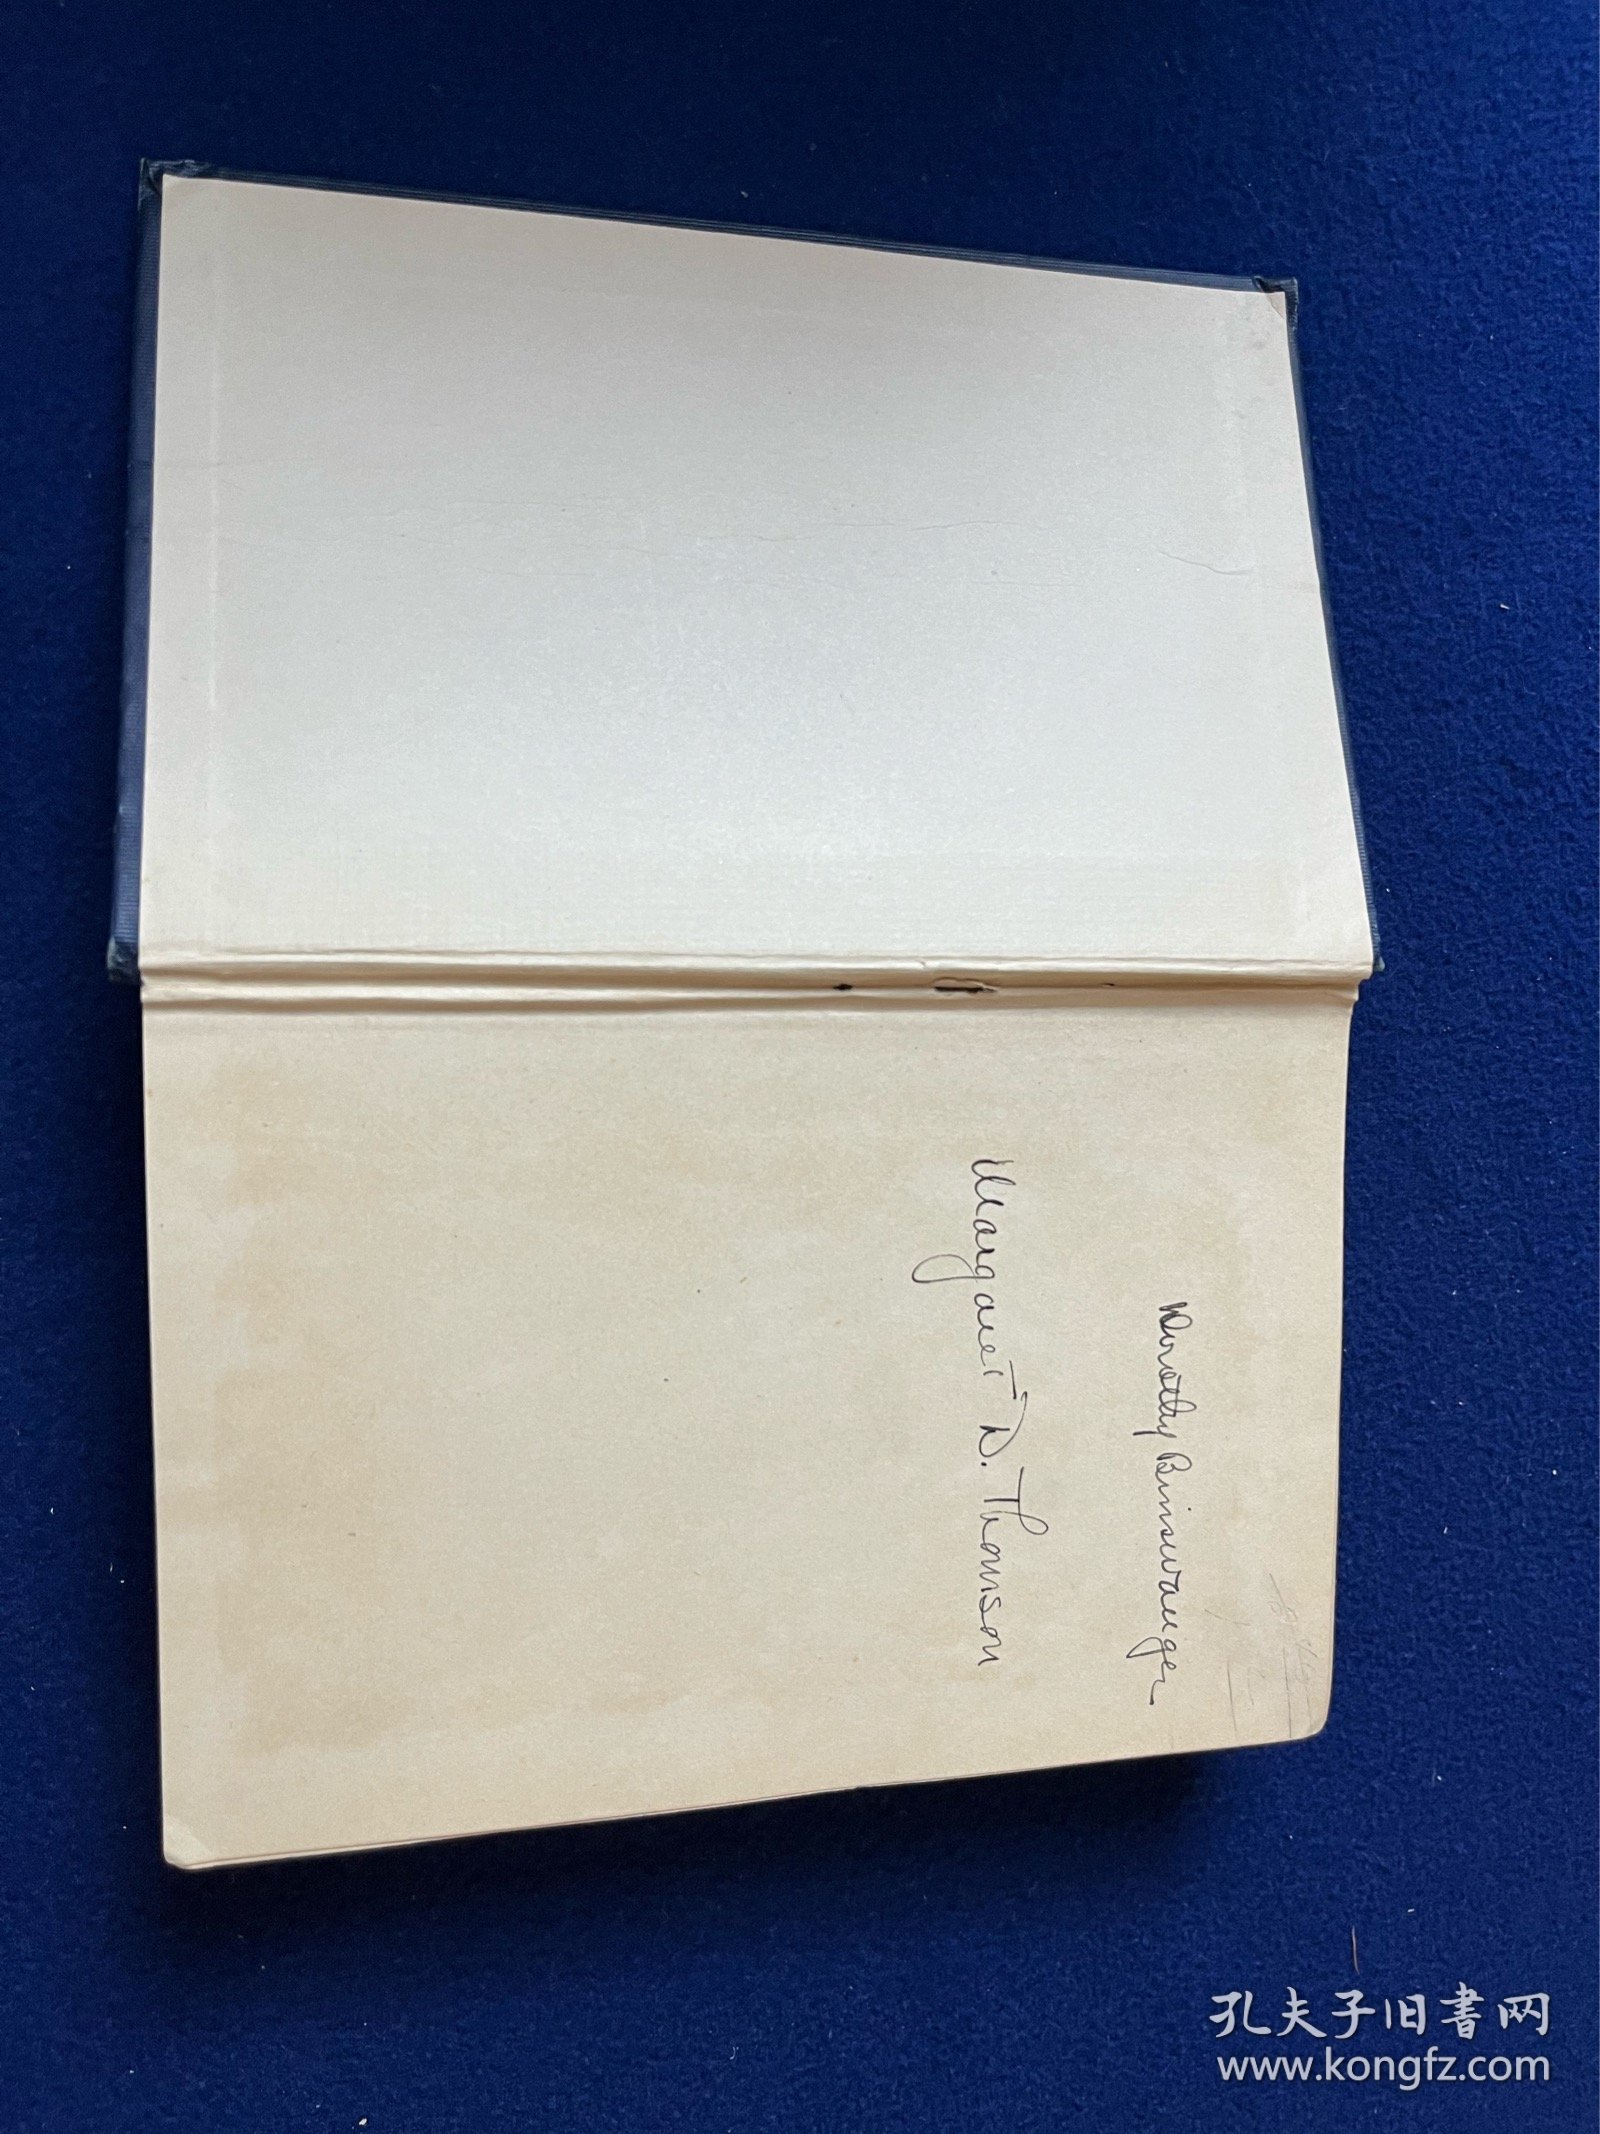 Dorothy Binswanger
Margaret D. Thomson
孔夫子旧书网
www.kongfz.com